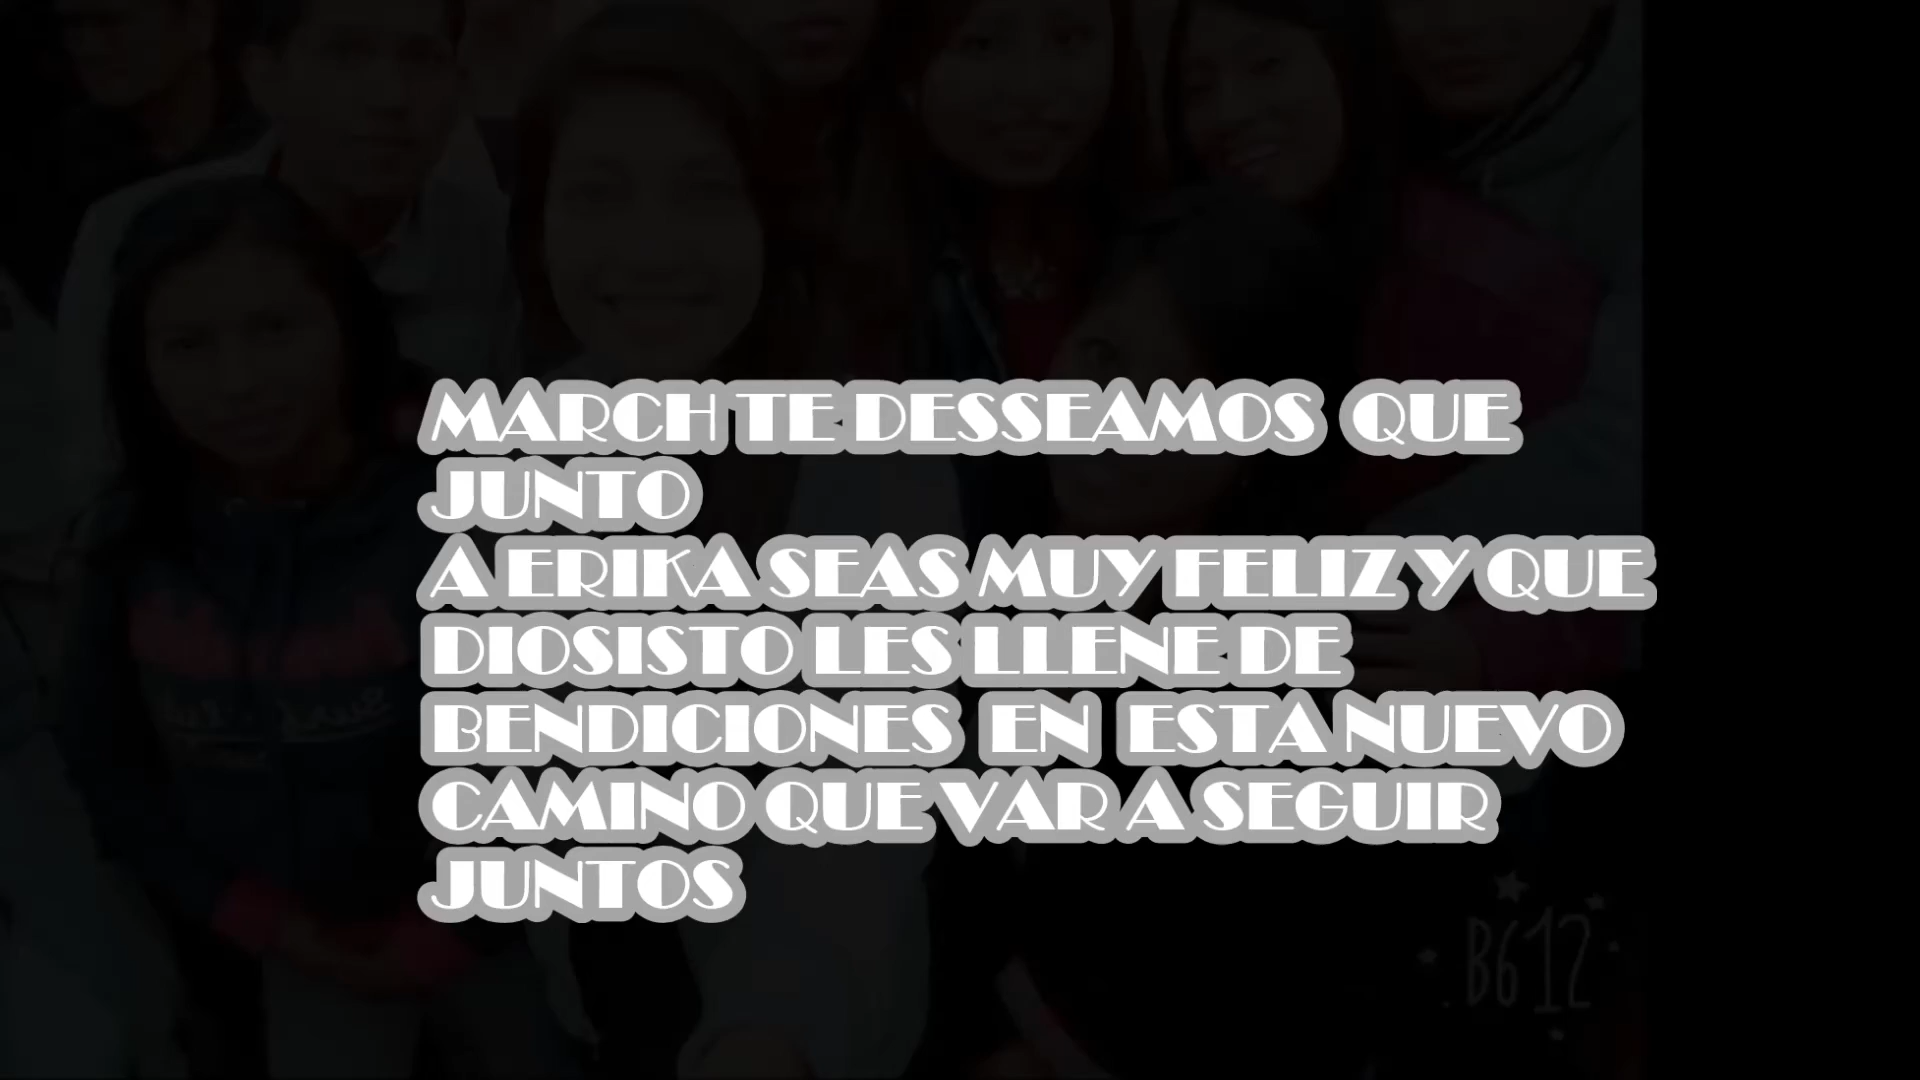 MARCH TE DESSEAMOS QUE
JUNTO
A ERIKA SEAS MUY FELIZ Y QUE
DIOSISTO LES LLENE DE
BENDICIONES EN ESTA NUEVO
CAMINO QUE VAR A SEGUIR
JUNTOS
B612